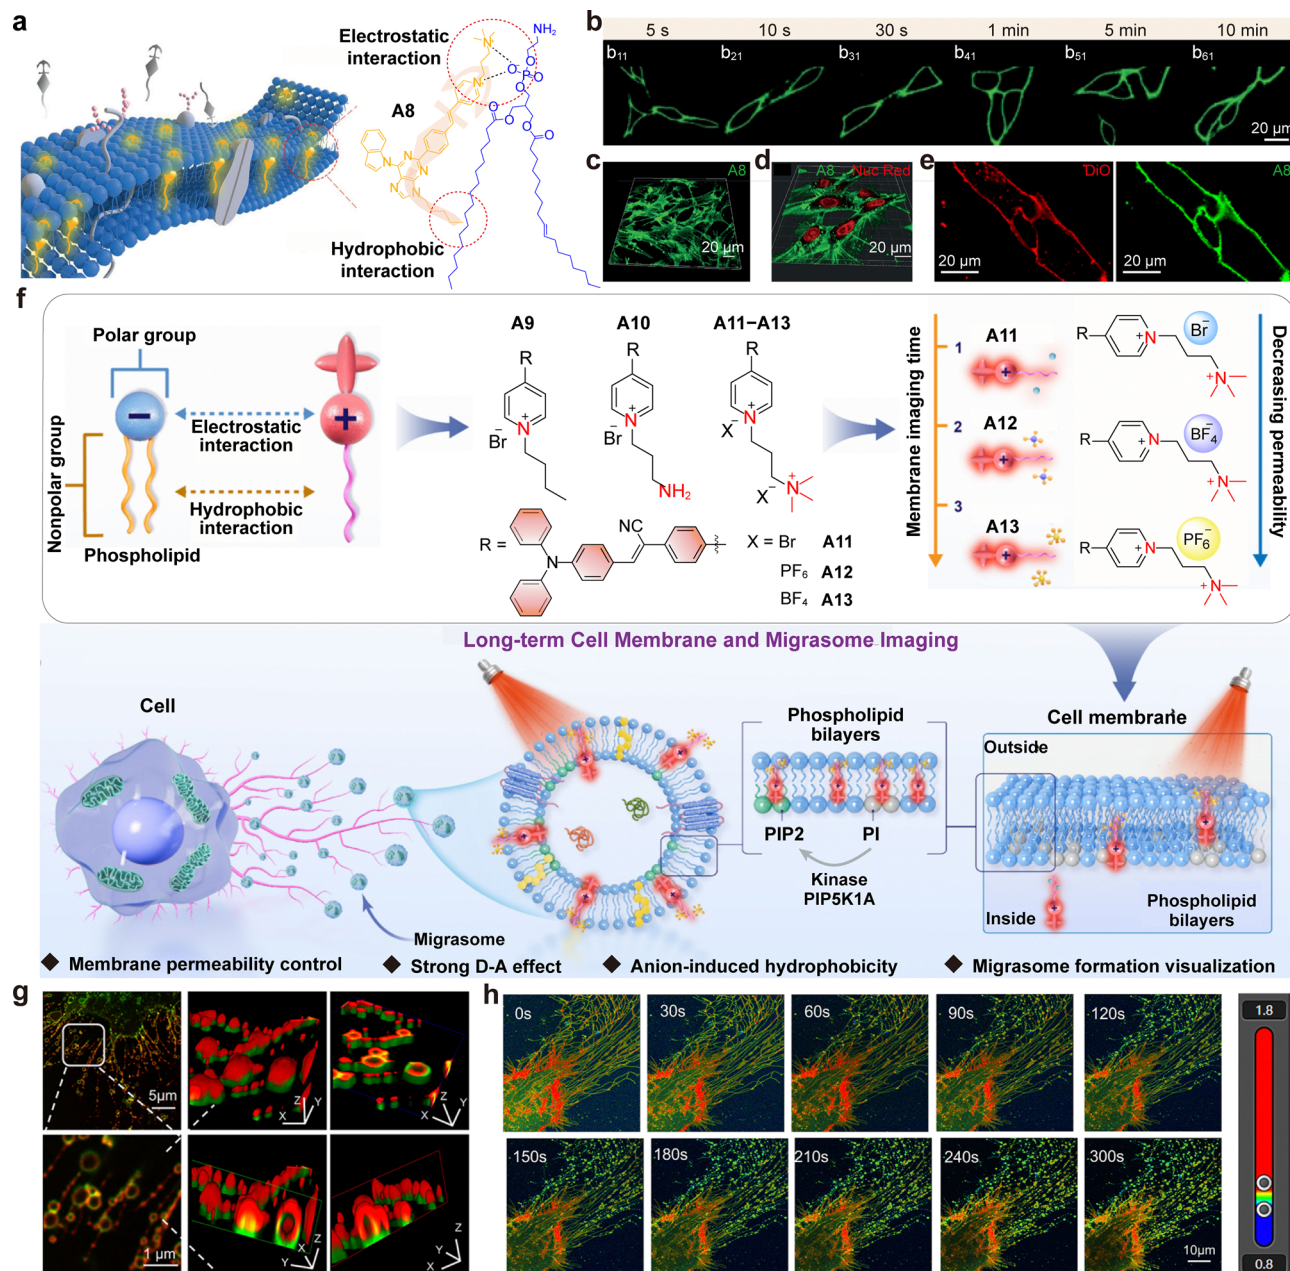 a
Electrostatic
interaction
A8
Hydrophobic
interaction
NH₂
N⁺
O⁻
P
O
O
O
O
O
N
N
N
N
N
b
5 s
10 s
30 s
1 min
5 min
10 min
b₁₁
b₂₁
b₃₁
b₄₁
b₅₁
b₆₁
20 μm
c
A8
20 μm
d
A8 Nuc Red
20 μm
e
DiO
20 μm
A8
20 μm
f
Polar group
Nonpolar group
Electrostatic
interaction
Hydrophobic
interaction
Phospholipid
A9
A10
A11–A13
R
R
R
N
Br⁻
N
Br⁻
NH₂
X⁻
N
X⁻
N
R =
N
NC
X = Br A11
PF₆ A12
BF₄ A13
Membrane imaging time
1
2
3
A11
A12
A13
R
N
Br⁻
N
R
N
BF₄⁻
N
R
N
PF₆⁻
N
Decreasing permeability
Long-term Cell Membrane and Migrasome Imaging
Cell
Migrasome
Phospholipid
bilayers
PIP2
PI
Kinase
PIP5K1A
Cell membrane
Outside
Inside
Phospholipid
bilayers
◆ Membrane permeability control
◆ Strong D-A effect
◆ Anion-induced hydrophobicity
◆ Migrasome formation visualization
g
5μm
Z
X
Y
Z
X
Y
1 μm
X
Y
Z
Z
Y
X
h
0s
30s
60s
90s
120s
150s
180s
210s
240s
300s
10μm
1.8
0.8